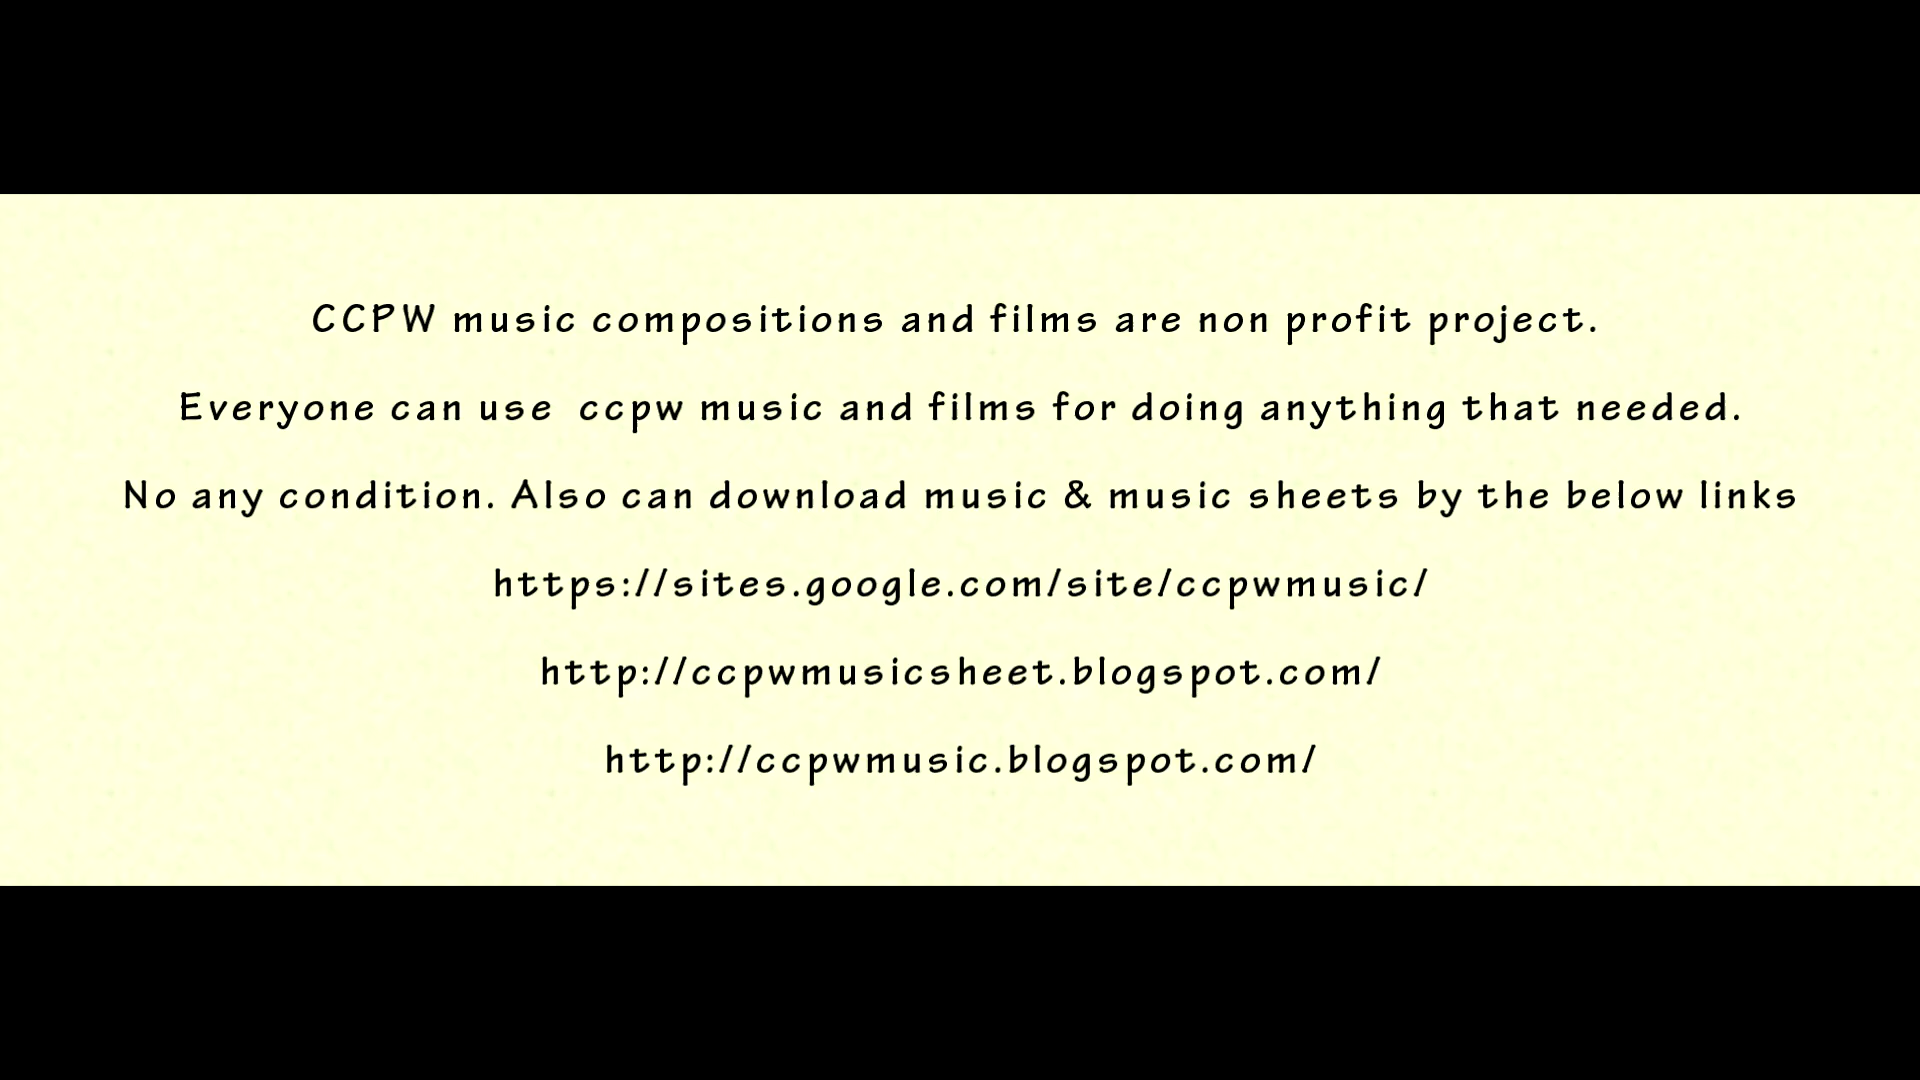 CCPW music compositions and films are non profit project.
Everyone can use  ccpw music and films for doing anything that needed.
No any condition. Also can download music & music sheets by the below links
https://sites.google.com/site/ccpwmusic/
http://ccpwmusicsheet.blogspot.com/
http://ccpwmusic.blogspot.com/